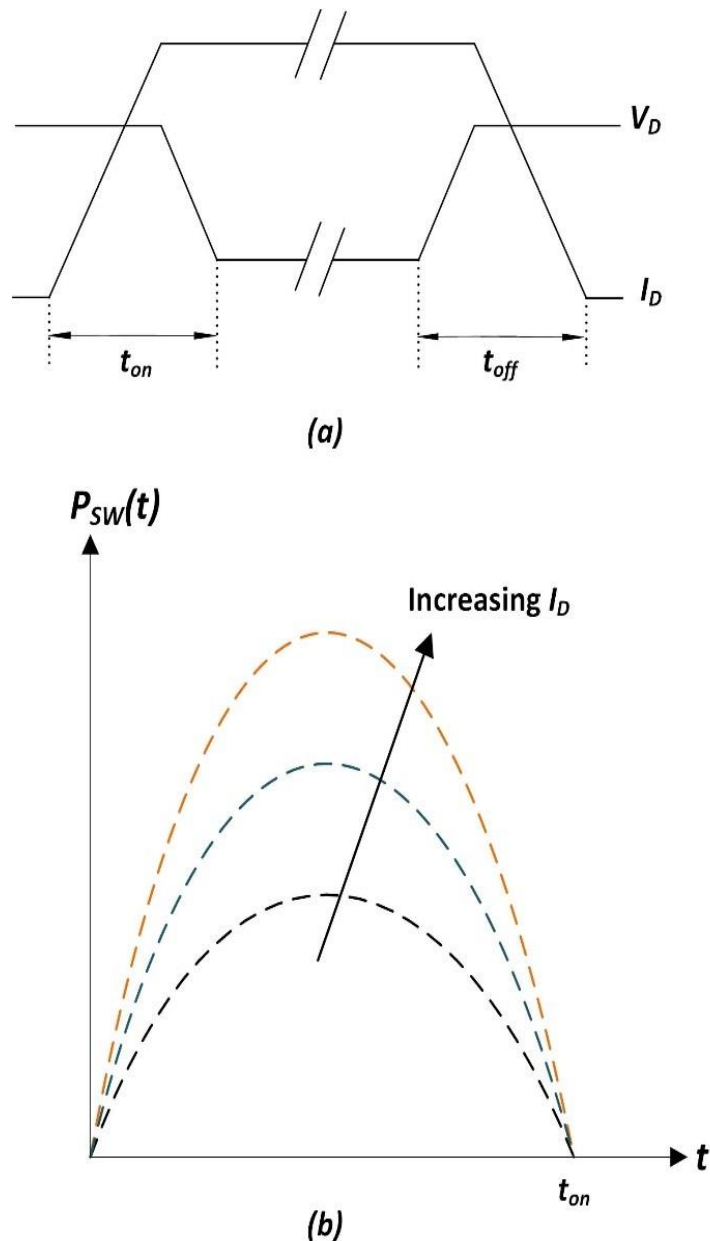 V_D
I_D
t_on t_off
(a)
P_SW(t)
Increasing I_D
t
t_on
(b)